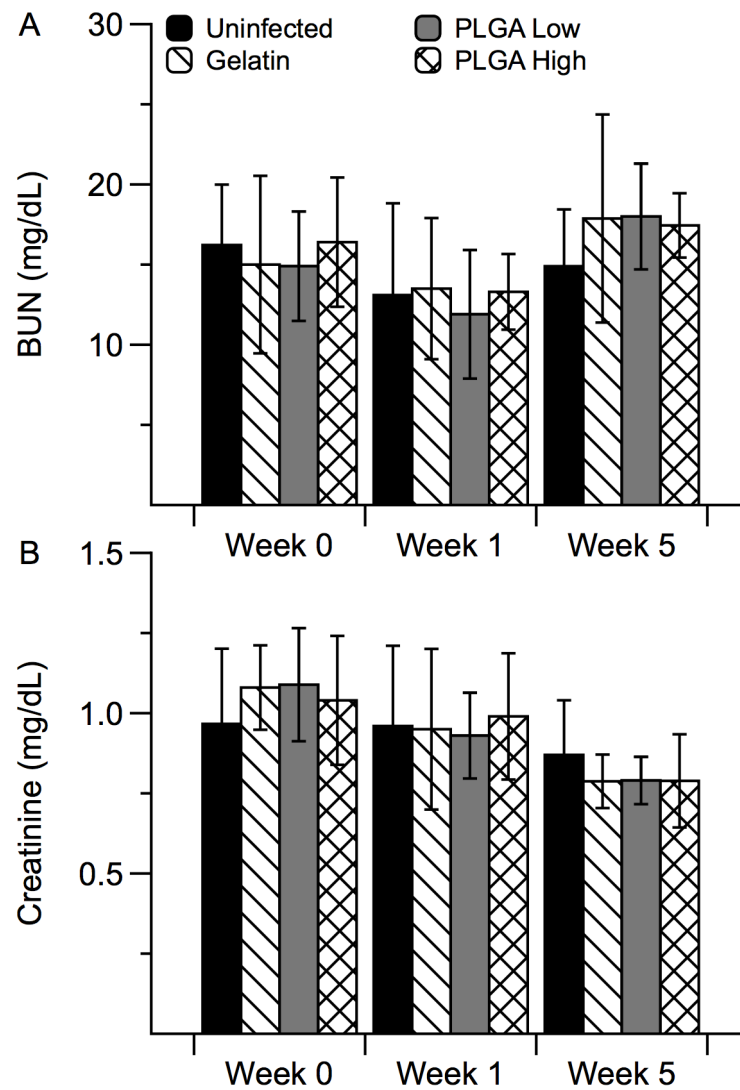 A
30
Uninfected
PLGA Low
Gelatin
PLGA High
20
10
BUN (mg/dL)
Week 0
Week 1
Week 5
B
1.5
1.0
0.5
Creatinine (mg/dL)
Week 0
Week 1
Week 5